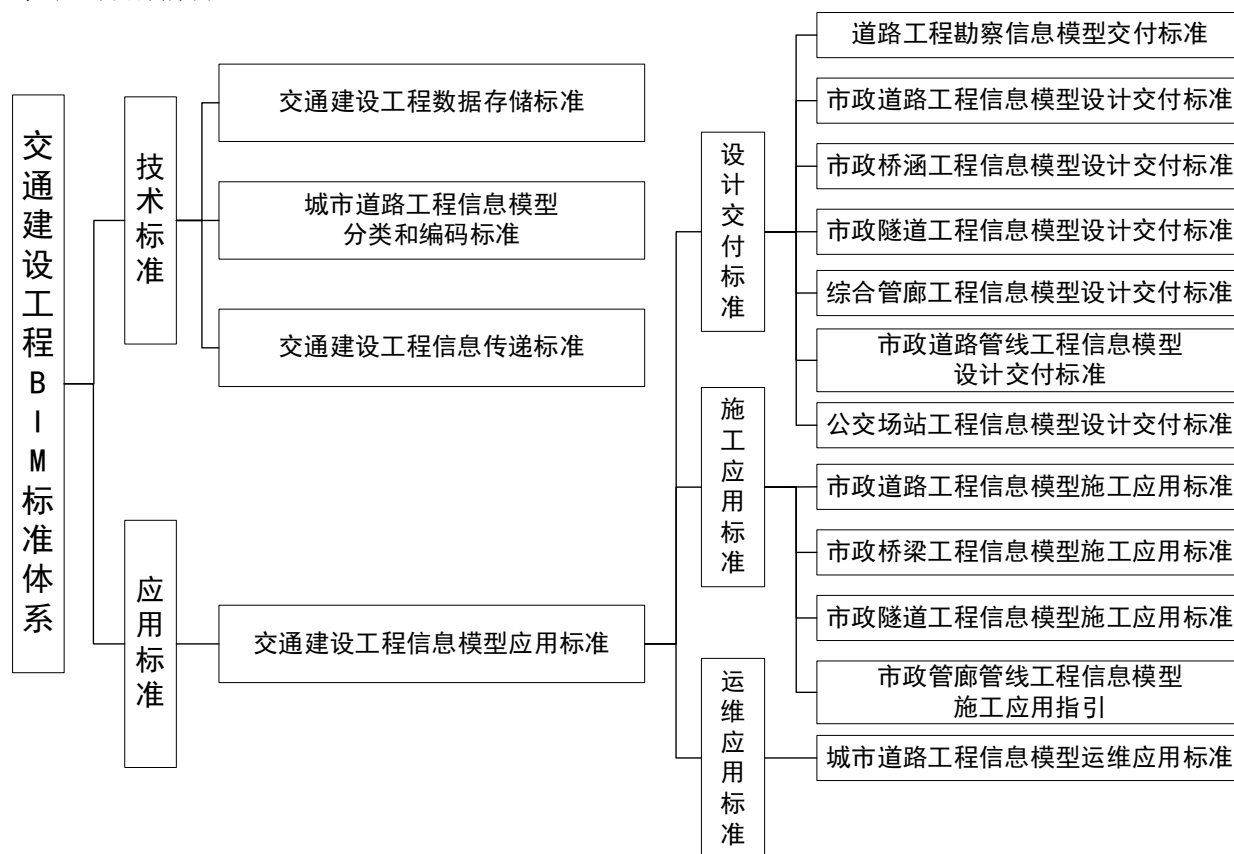 交通建设工程BIM标准体系
技术标准
交通建设工程数据存储标准
城市道路工程信息模型
分类和编码标准
交通建设工程信息传递标准
应用标准
交通建设工程信息模型应用标准
设计交付标准
道路工程勘察信息模型交付标准
市政道路工程信息模型设计交付标准
市政桥涵工程信息模型设计交付标准
市政隧道工程信息模型设计交付标准
综合管廊工程信息模型设计交付标准
市政道路管线工程信息模型
设计交付标准
公交场站工程信息模型设计交付标准
施工应用标准
市政道路工程信息模型施工应用标准
市政桥梁工程信息模型施工应用标准
市政隧道工程信息模型施工应用标准
市政管廊管线工程信息模型
施工应用指引
运维应用标准
城市道路工程信息模型运维应用标准